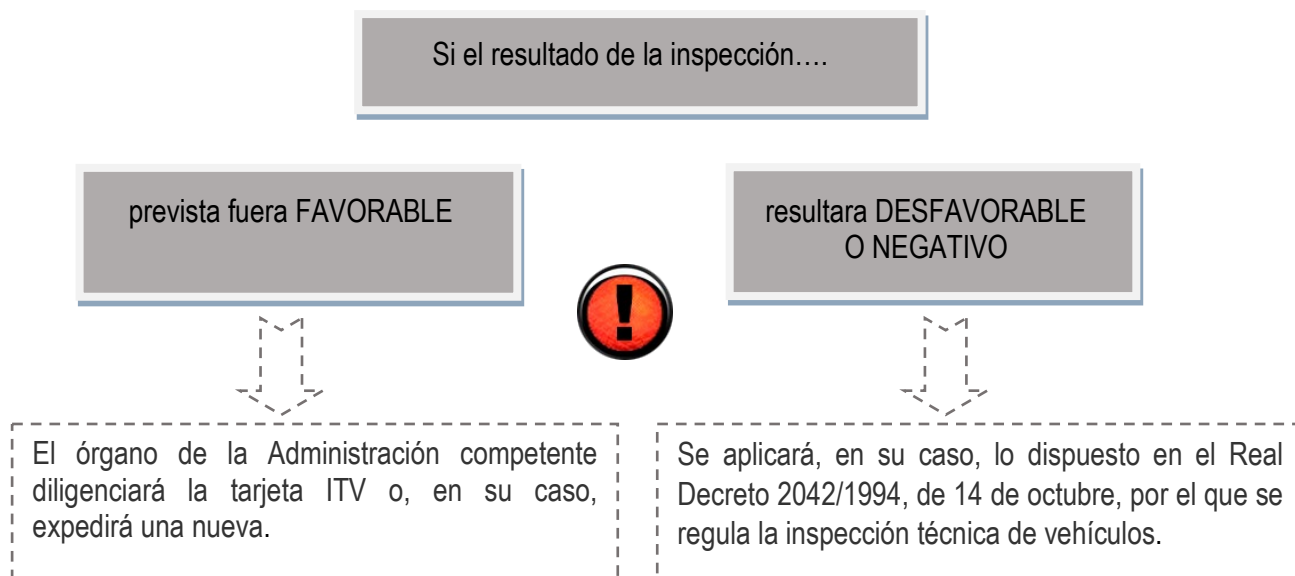 Si el resultado de la inspección….
prevista fuera FAVORABLE
resultara DESFAVORABLE
O NEGATIVO
!
El órgano de la Administración competente
diligenciará la tarjeta ITV o, en su caso,
expedirá una nueva.
Se aplicará, en su caso, lo dispuesto en el Real
Decreto 2042/1994, de 14 de octubre, por el que se
regula la inspección técnica de vehículos.